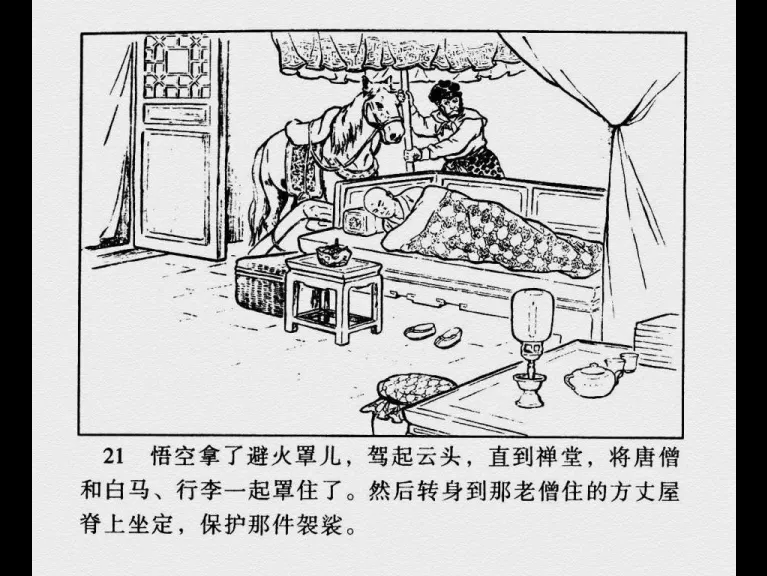 21 悟空拿了避火罩儿，驾起云头，直到禅堂，将唐僧
和白马、行李一起罩住了。然后转身到那老僧住的方丈屋
脊上坐定，保护那件袈裟。